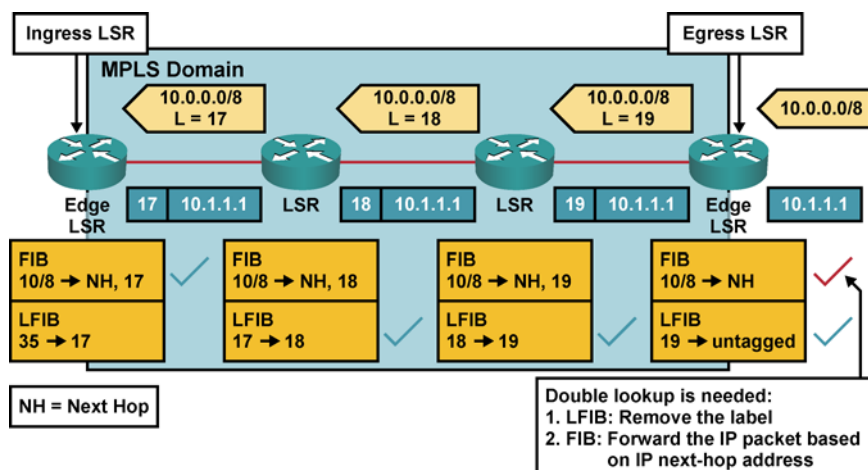 Ingress LSR
Egress LSR
MPLS Domain
10.0.0.0/8
L = 17
10.0.0.0/8
L = 18
10.0.0.0/8
L = 19
10.0.0.0/8
Edge
LSR
17 10.1.1.1
LSR
18 10.1.1.1
LSR
19 10.1.1.1
Edge
LSR
10.1.1.1
FIB
10/8 → NH, 17
LFIB
35 → 17
FIB
10/8 → NH, 18
LFIB
17 → 18
FIB
10/8 → NH, 19
LFIB
18 → 19
FIB
10/8 → NH
LFIB
19 → untagged
NH = Next Hop
Double lookup is needed:
1. LFIB: Remove the label
2. FIB: Forward the IP packet based
on IP next-hop address